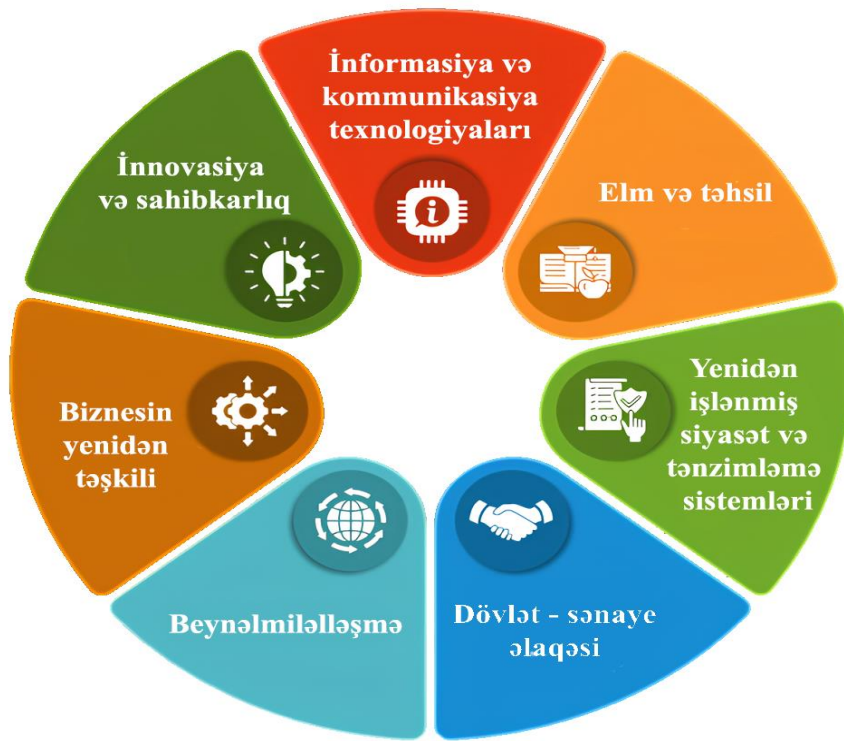 İnformasiya və
kommunikasiya
texnologiyaları
Elm və təhsil
Yenidən
işlənmiş
siyasət və
tənzimləmə
sistemləri
Dövlət - sənaye
əlaqəsi
Beynəlmiləlləşmə
Biznesin
yenidən
təşkili
İnnovasiya
və sahibkarlıq